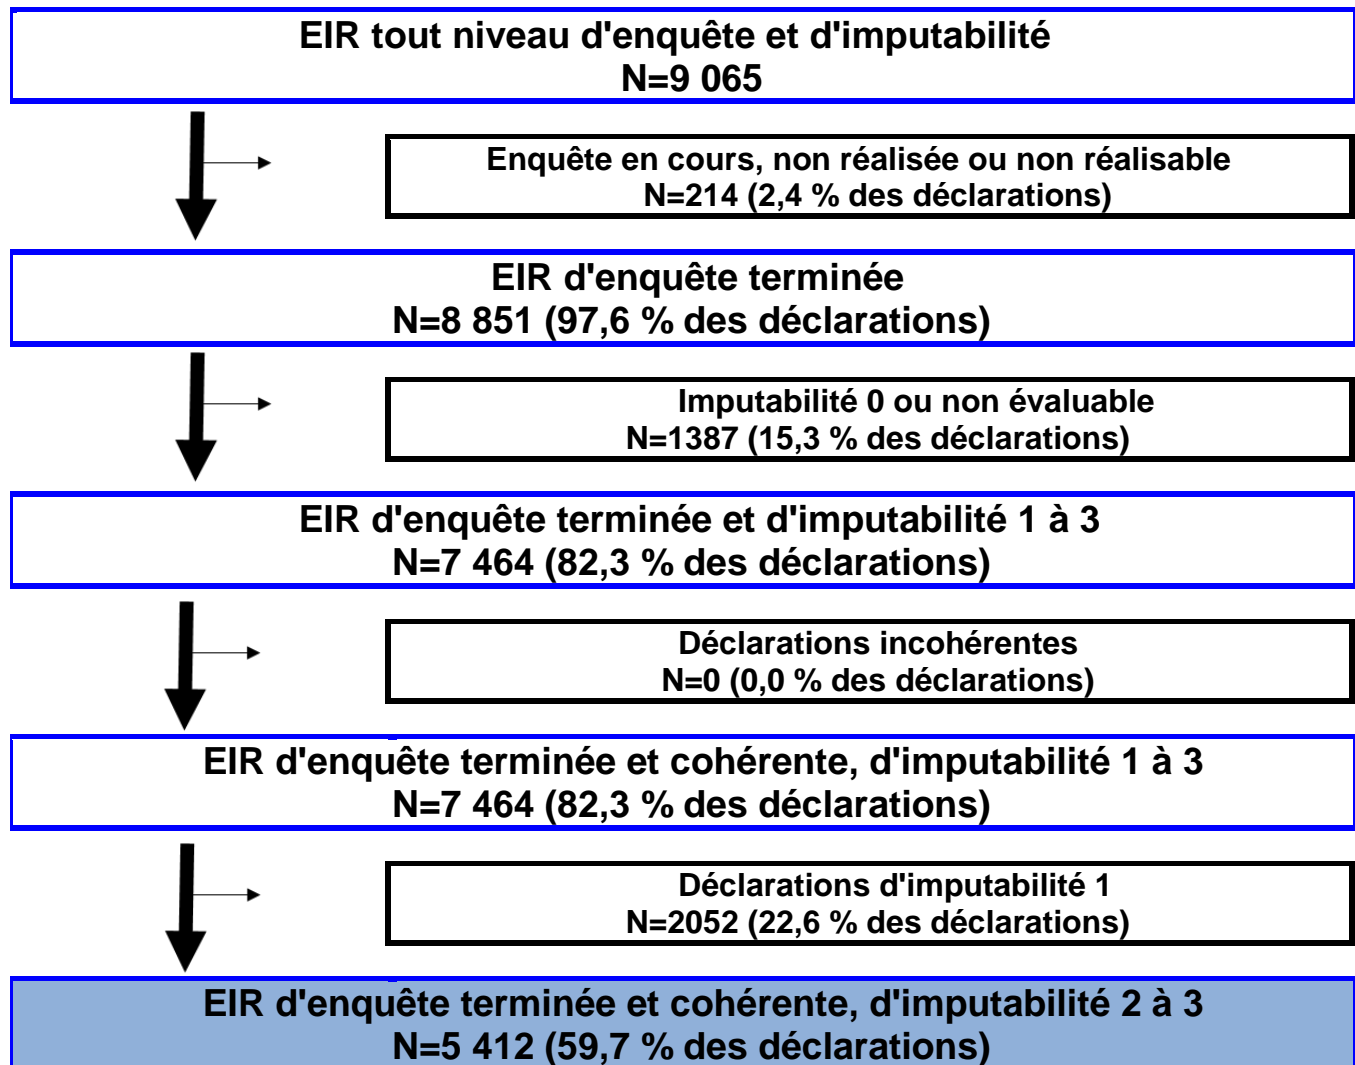 EIR tout niveau d'enquête et d'imputabilité
N=9 065
Enquête en cours, non réalisée ou non réalisable
N=214 (2,4 % des déclarations)
EIR d'enquête terminée
N=8 851 (97,6 % des déclarations)
Imputabilité 0 ou non évaluable
N=1387 (15,3 % des déclarations)
EIR d'enquête terminée et d'imputabilité 1 à 3
N=7 464 (82,3 % des déclarations)
Déclarations incohérentes
N=0 (0,0 % des déclarations)
EIR d'enquête terminée et cohérente, d'imputabilité 1 à 3
N=7 464 (82,3 % des déclarations)
Déclarations d'imputabilité 1
N=2052 (22,6 % des déclarations)
EIR d'enquête terminée et cohérente, d'imputabilité 2 à 3
N=5 412 (59,7 % des déclarations)